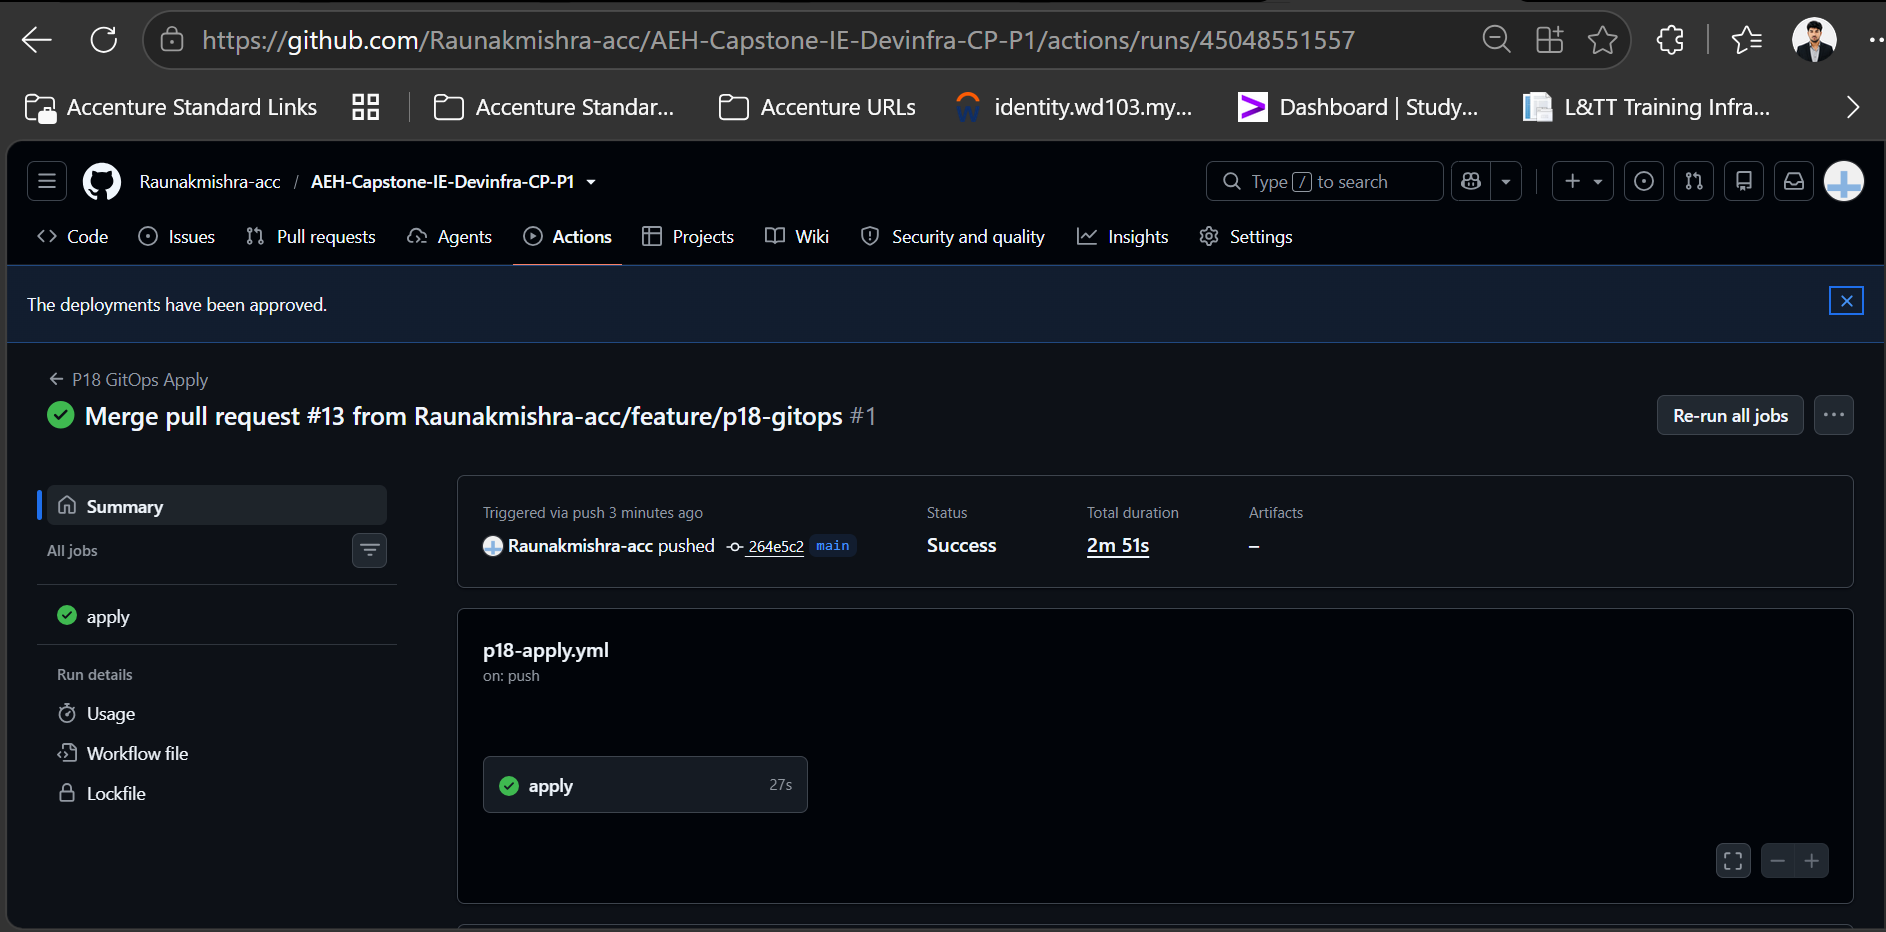 https://github.com/Raunakmishra-acc/AEH-Capstone-IE-Devinfra-CP-P1/actions/runs/45048551557
Accenture Standard Links
Accenture Standar...
Accenture URLs
identity.wd103.my...
Dashboard | Study...
L&TT Training Infra...
Raunakmishra-acc / AEH-Capstone-IE-Devinfra-CP-P1
Type / to search
Code
Issues
Pull requests
Agents
Actions
Projects
Wiki
Security and quality
Insights
Settings
The deployments have been approved.
P18 GitOps Apply
Merge pull request #13 from Raunakmishra-acc/feature/p18-gitops #1
Re-run all jobs
Summary
All jobs
apply
Run details
Usage
Workflow file
Lockfile
Triggered via push 3 minutes ago
Raunakmishra-acc pushed 264e5c2 main
Status
Success
Total duration
2m 51s
Artifacts
–
p18-apply.yml
on: push
apply
27s